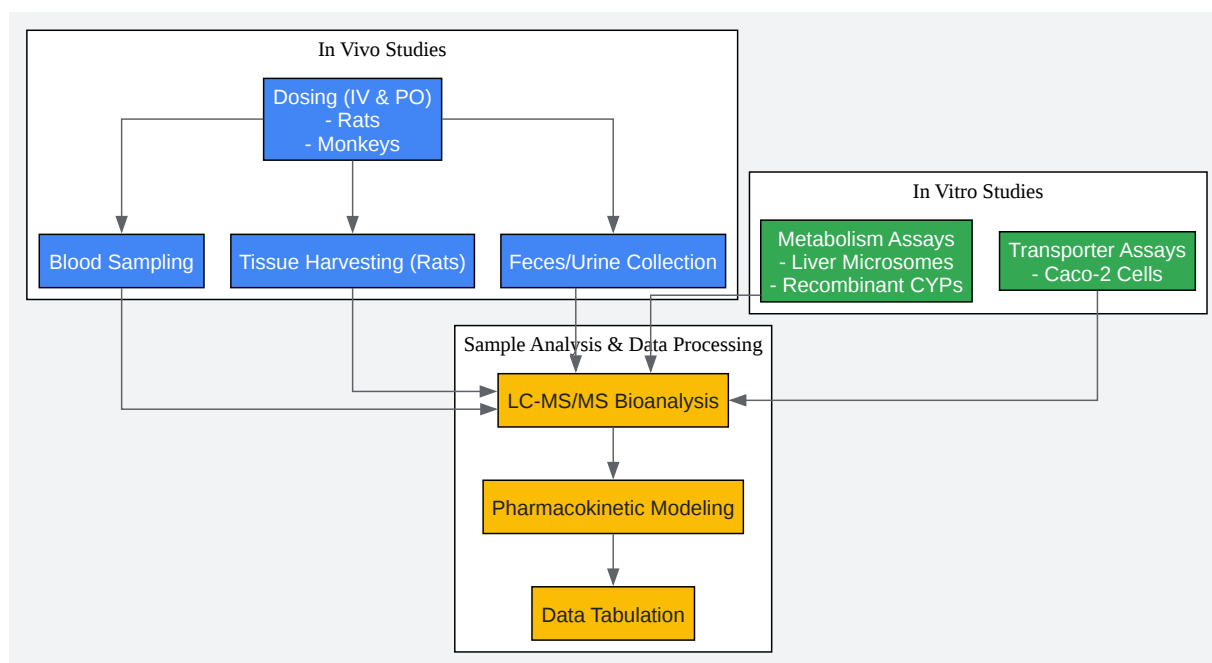 In Vivo Studies
Dosing (IV & PO)
- Rats
- Monkeys
Blood Sampling
Tissue Harvesting (Rats)
Feces/Urine Collection
In Vitro Studies
Metabolism Assays
- Liver Microsomes
- Recombinant CYPs
Transporter Assays
- Caco-2 Cells
Sample Analysis & Data Processing
LC-MS/MS Bioanalysis
Pharmacokinetic Modeling
Data Tabulation